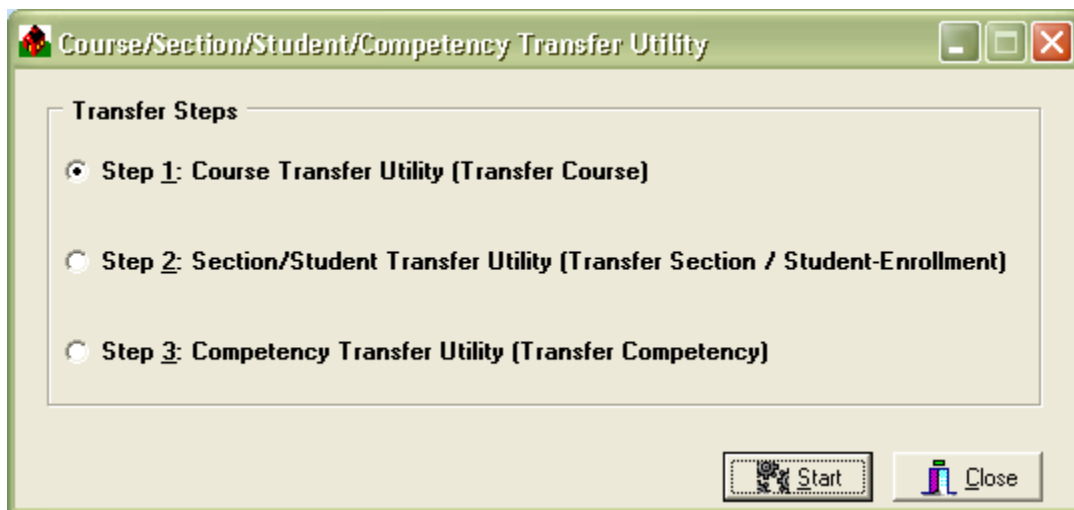 Course/Section/Student/Competency Transfer Utility
Transfer Steps
Step 1: Course Transfer Utility (Transfer Course)
Step 2: Section/Student Transfer Utility (Transfer Section / Student-Enrollment)
Step 3: Competency Transfer Utility (Transfer Competency)
Start
Close